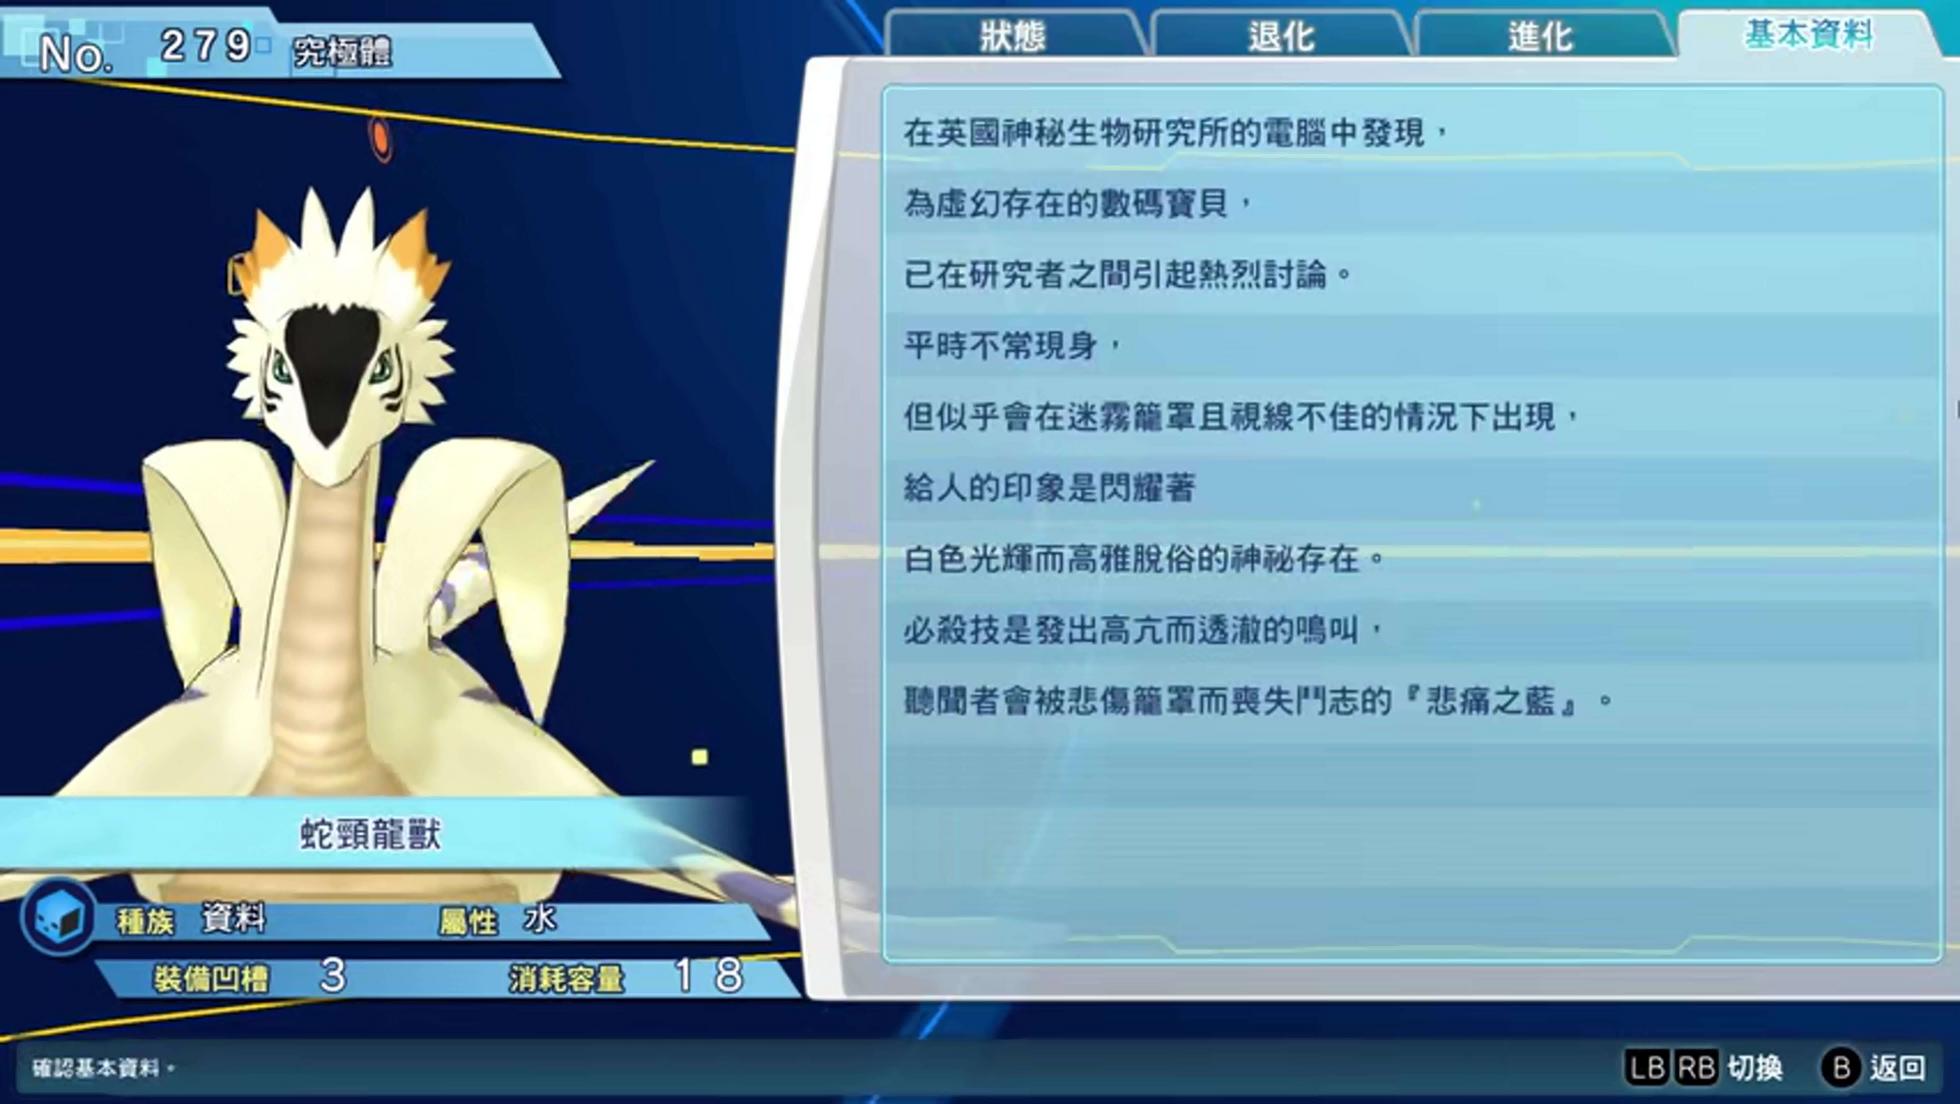 No. 279 究極體
狀態 退化 進化 基本資料
在英國神秘生物研究所的電腦中發現，
為虛幻存在的數碼寶貝，
已在研究者之間引起熱烈討論。
平時不常現身，
但似乎會在迷霧籠罩且視線不佳的情況下出現，
給人的印象是閃耀著
白色光輝而高雅脫俗的神祕存在。
必殺技是發出高亢而透澈的鳴叫，
聽聞者會被悲傷籠罩而喪失鬥志的『悲痛之藍』。
蛇頸龍獸
種族 資料 屬性 水
裝備凹槽 3 消耗容量 18
確認基本資料。
LB RB 切換 B 返回